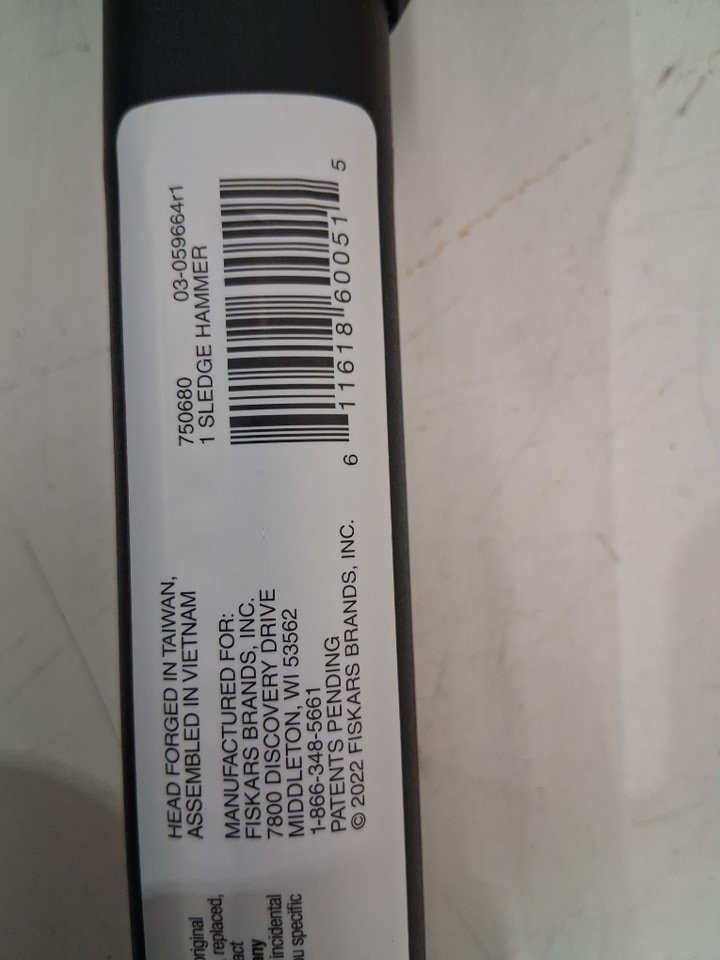 original
replaced,
any
incidental
specific
HEAD FORGED IN TAIWAN,
ASSEMBLED IN VIETNAM
MANUFACTURED FOR:
FISKARS BRANDS, INC.
7800 DISCOVERY DRIVE
MIDDLETON, WI 53562
1-866-348-5661
PATENTS PENDING
© 2022 FISKARS BRANDS, INC.
750680 03-059664r1
1 SLEDGE HAMMER
6 11618 60051 5